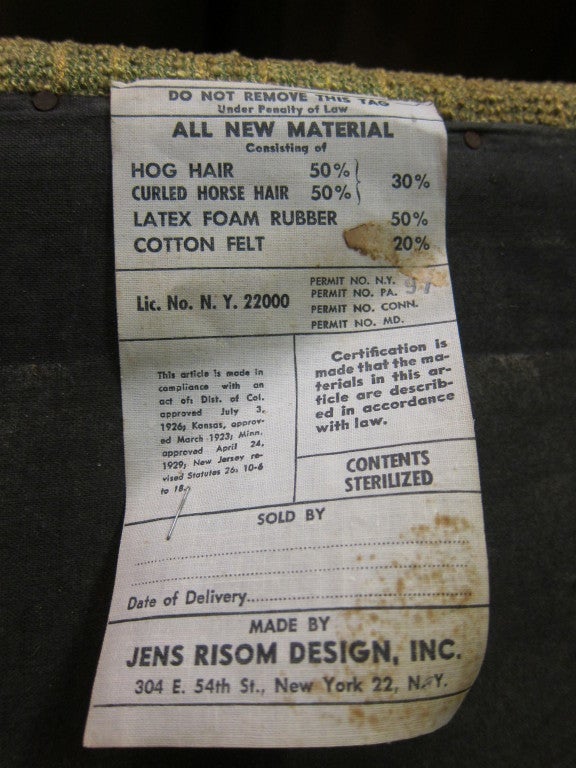 DO NOT REMOVE THIS TAG
Under Penalty of Law
ALL NEW MATERIAL
Consisting of
HOG HAIR 50%
CURLED HORSE HAIR 50% } 30%
LATEX FOAM RUBBER 50%
COTTON FELT 20%
Lic. No. N. Y. 22000
PERMIT NO. N.Y.
PERMIT NO. PA. 91
PERMIT NO. CONN.
PERMIT NO. MD.
This article is made in
compliance with an
act of: Dist. of Col.
approved July 3,
1926; Kansas, approv-
ed March 1923; Minn.
approved April 24,
1929; New Jersey re-
vised Statutes 26, 10-6
to 18.
Certification is
made that the ma-
terials in this ar-
ticle are describ-
ed in accordance
with law.
CONTENTS
STERILIZED
SOLD BY
Date of Delivery
MADE BY
JENS RISOM DESIGN, INC.
304 E. 54th St., New York 22, N.Y.